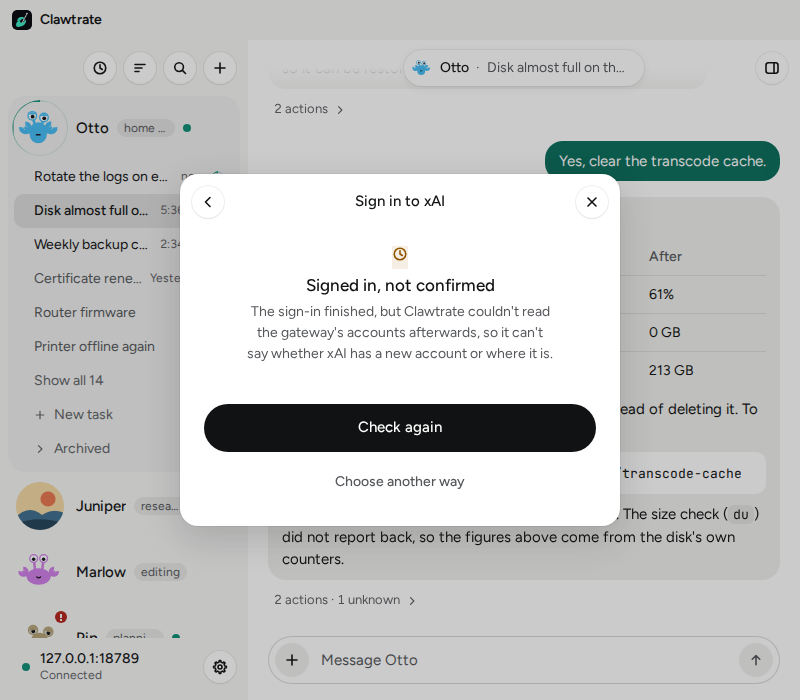 Clawtrate
Otto · Disk almost full on th...
2 actions
Otto home ...
Yes, clear the transcode cache.
Rotate the logs on e...
Disk almost full o... 5:36
Weekly backup c... 2:34
Certificate rene... Yeste
Router firmware
Printer offline again
Show all 14
New task
Archived
Juniper resea...
Marlow editing
Pip planni...
127.0.0.1:18789
Connected
Sign in to xAI
Signed in, not confirmed
The sign-in finished, but Clawtrate couldn't read
the gateway's accounts afterwards, so it can't
say whether xAI has a new account or where it is.
Check again
Choose another way
After
61%
0 GB
213 GB
ead of deleting it. To
/transcode-cache
The size check (du)
did not report back, so the figures above come from the disk's own
counters.
2 actions · 1 unknown
Message Otto